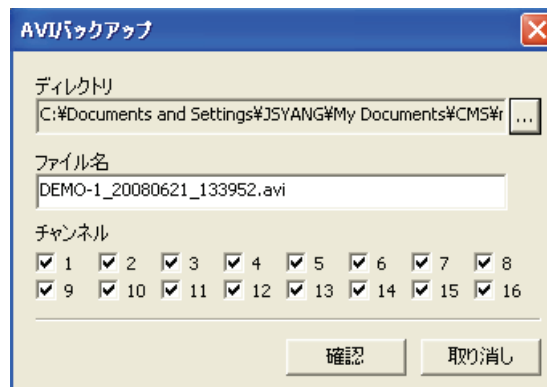 AVIバックアップ
ディレクトリ
C:¥Documents and Settings¥JSYANG¥My Documents¥CMS¥r ...
ファイル名
DEMO-1_20080621_133952.avi
チャンネル
1 2 3 4 5 6 7 8
9 10 11 12 13 14 15 16
確認 取り消し